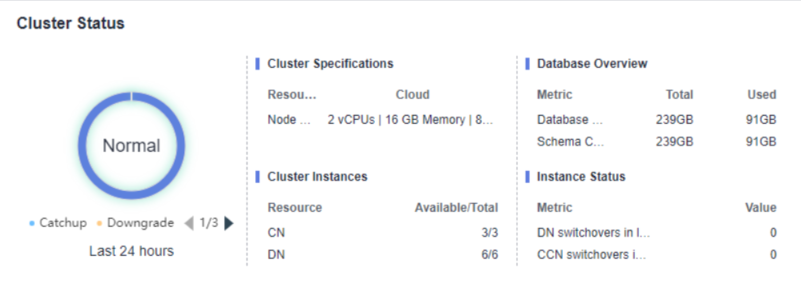 Cluster Status
Normal
Catchup Downgrade 1/3
Last 24 hours
Cluster Specifications
Resou... Cloud
Node ... 2 vCPUs | 16 GB Memory | 8...
Cluster Instances
Resource Available/Total
CN 3/3
DN 6/6
Database Overview
Metric Total Used
Database ... 239GB 91GB
Schema C... 239GB 91GB
Instance Status
Metric Value
DN switchovers in l... 0
CCN switchovers i... 0